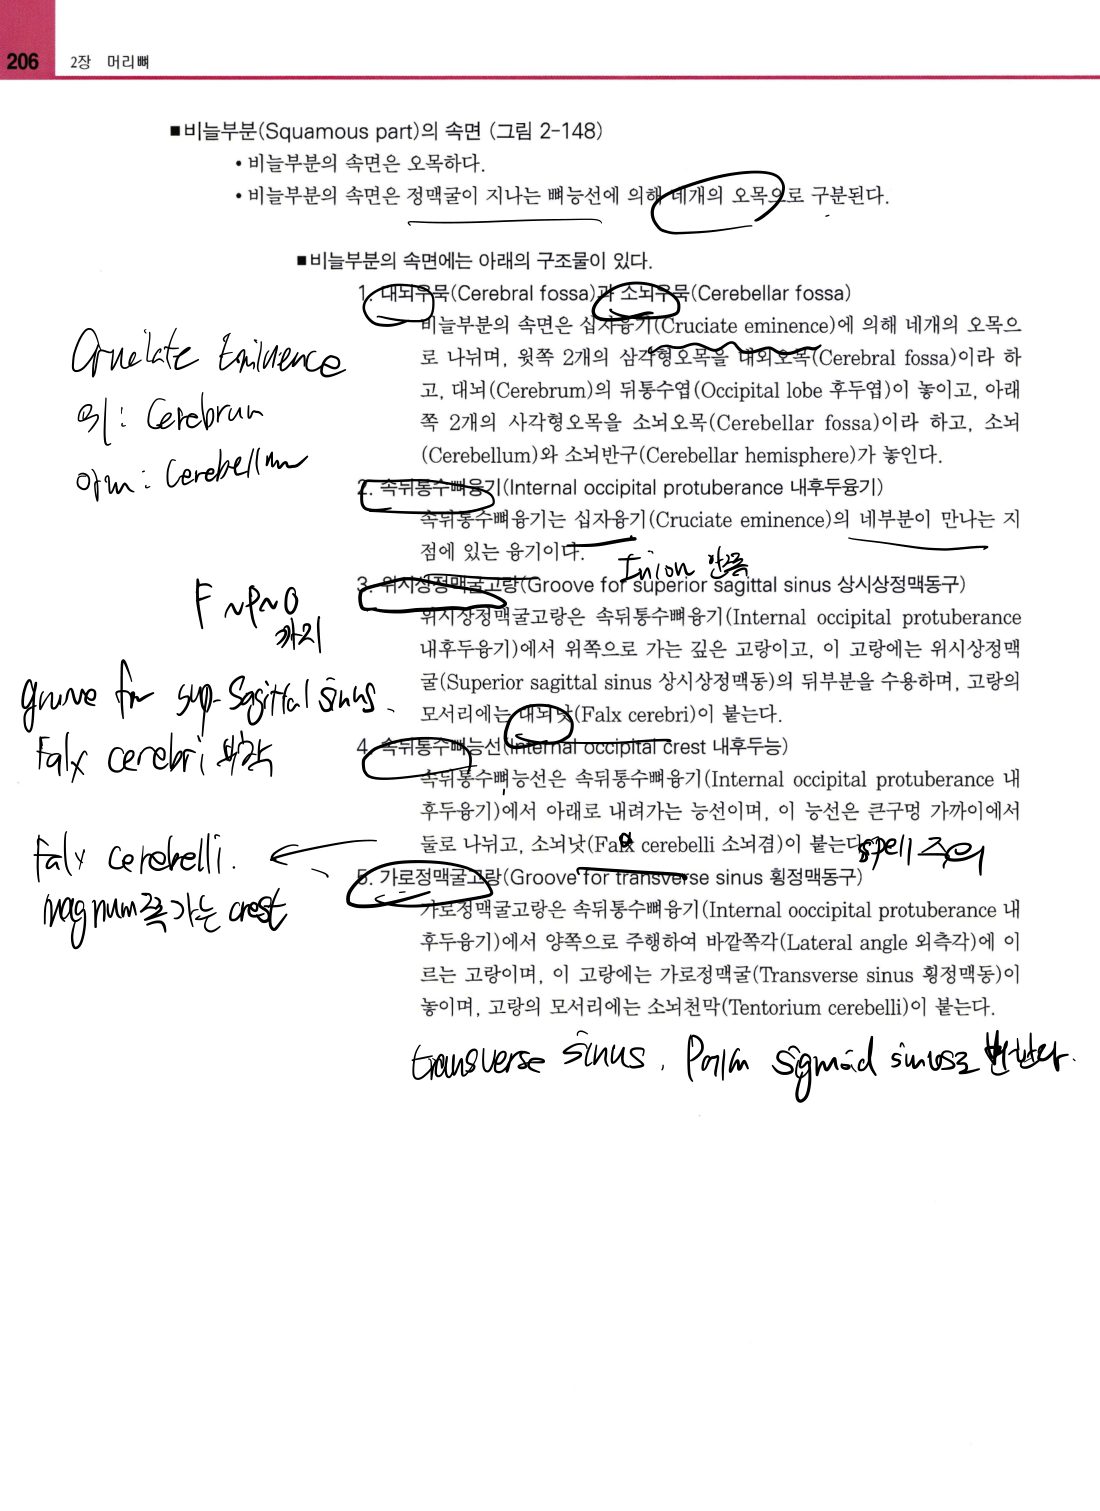 206 2장 머리뼈
■비늘부분(Squamous part)의 속면 (그림 2-148)
• 비늘부분의 속면은 오목하다.
• 비늘부분의 속면은 정맥굴이 지나는 뼈능선에 의해 네개의 오목으로 구분된다.
■비늘부분의 속면에는 아래의 구조물이 있다.
1. 대뇌우묵(Cerebral fossa)과 소뇌우묵(Cerebellar fossa)
비늘부분의 속면은 십자융기(Cruciate eminence)에 의해 네개의 오목으
로 나뉘며, 윗쪽 2개의 삼각형오목을 대뇌오목(Cerebral fossa)이라 하
고, 대뇌(Cerebrum)의 뒤통수엽(Occipital lobe 후두엽)이 놓이고, 아래
쪽 2개의 사각형오목을 소뇌오목(Cerebellar fossa)이라 하고, 소뇌
(Cerebellum)와 소뇌반구(Cerebellar hemisphere)가 놓인다.
Eminence
위: Cerebrum
아래: Cerebellum
2. 속뒤통수뼈융기(Internal occipital protuberance 내후두융기)
속뒤통수뼈융기는 십자융기(Cruciate eminence)의 네부분이 만나는 지
점에 있는 융기이다.
Inion 안쪽
3. 위시상정맥굴고랑(Groove for superior sagittal sinus 상시상정맥동구)
위시상정맥굴고랑은 속뒤통수뼈융기(Internal occipital protuberance
내후두융기)에서 위쪽으로 가는 깊은 고랑이고, 이 고랑에는 위시상정맥
굴(Superior sagittal sinus 상시상정맥동)의 뒤부분을 수용하며, 고랑의
모서리에는 대뇌낫(Falx cerebri)이 붙는다.
F~P~O
까지
groove for sup-Sagittal sinus.
Falx cerebri 부착
4. 속뒤통수뼈능선(Internal occipital crest 내후두능)
속뒤통수뼈능선은 속뒤통수뼈융기(Internal occipital protuberance 내
후두융기)에서 아래로 내려가는 능선이며, 이 능선은 큰구멍 가까이에서
둘로 나뉘고, 소뇌낫(Falx cerebelli 소뇌겸)이 붙는다.
spell 주의
Falx cerebelli.
magnum쪽 가는 crest
5. 가로정맥굴고랑(Groove for transverse sinus 횡정맥동구)
가로정맥굴고랑은 속뒤통수뼈융기(Internal ooccipital protuberance 내
후두융기)에서 양쪽으로 주행하여 바깥쪽각(Lateral angle 외측각)에 이
르는 고랑이며, 이 고랑에는 가로정맥굴(Transverse sinus 횡정맥동)이
놓이며, 고랑의 모서리에는 소뇌천막(Tentorium cerebelli)이 붙는다.
transverse sinus, 꺾이며 sigmoid sinus로 변한다.